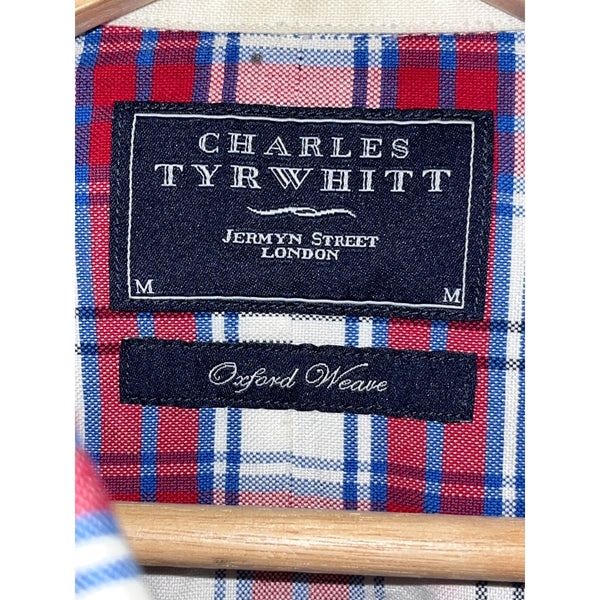 CHARLES
TYRWHITT
JERMYN STREET
LONDON
M M
Oxford Weave